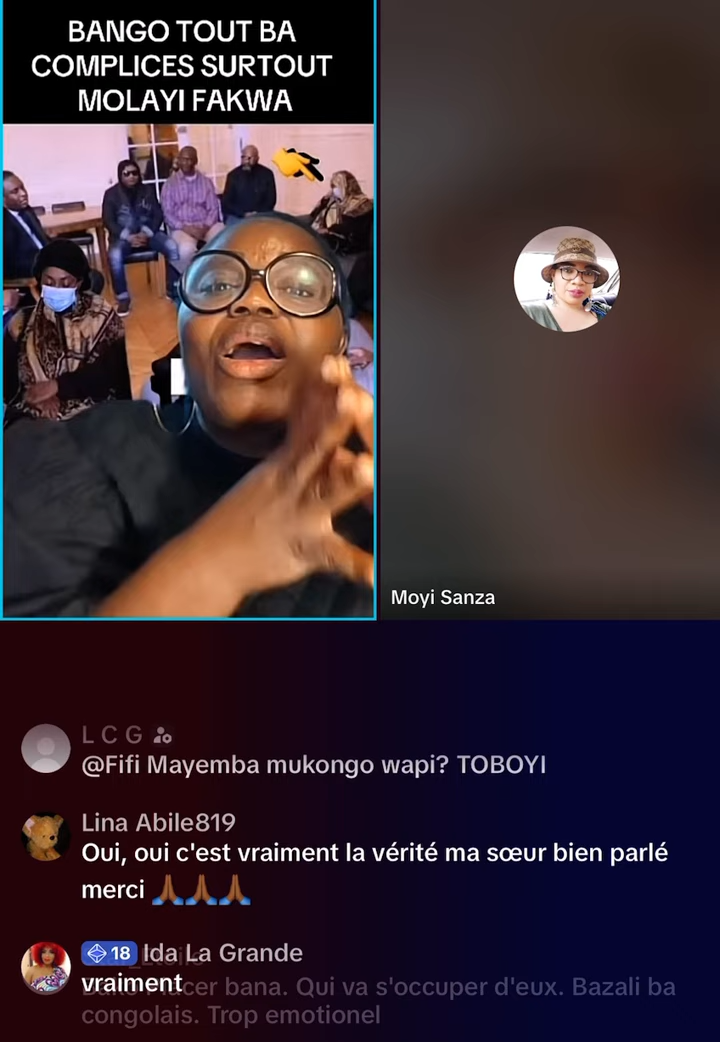 BANGO TOUT BA
COMPLICES SURTOUT
MOLAYI FAKWA
Moyi Sanza
L C G
@Fifi Mayemba mukongo wapi? TOBOYI
Lina Abile819
Oui, oui c'est vraiment la vérité ma sœur bien parlé
merci 🙏🏾🙏🏾🙏🏾
18 Ida La Grande
vraiment
acer bana. Qui va s'occuper d'eux. Bazali ba
congolais. Trop emotionel